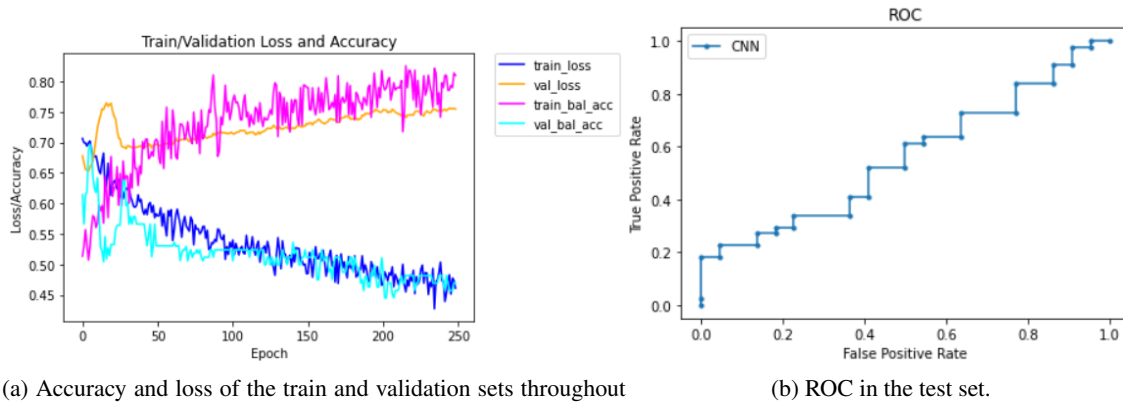 Train/Validation Loss and Accuracy
train_loss
val_loss
train_bal_acc
val_bal_acc
Loss/Accuracy
0.80
0.75
0.70
0.65
0.60
0.55
0.50
0.45
0 50 100 150 200 250
Epoch
(a) Accuracy and loss of the train and validation sets throughout
ROC
CNN
True Positive Rate
1.0
0.8
0.6
0.4
0.2
0.0
0.0 0.2 0.4 0.6 0.8 1.0
False Positive Rate
(b) ROC in the test set.